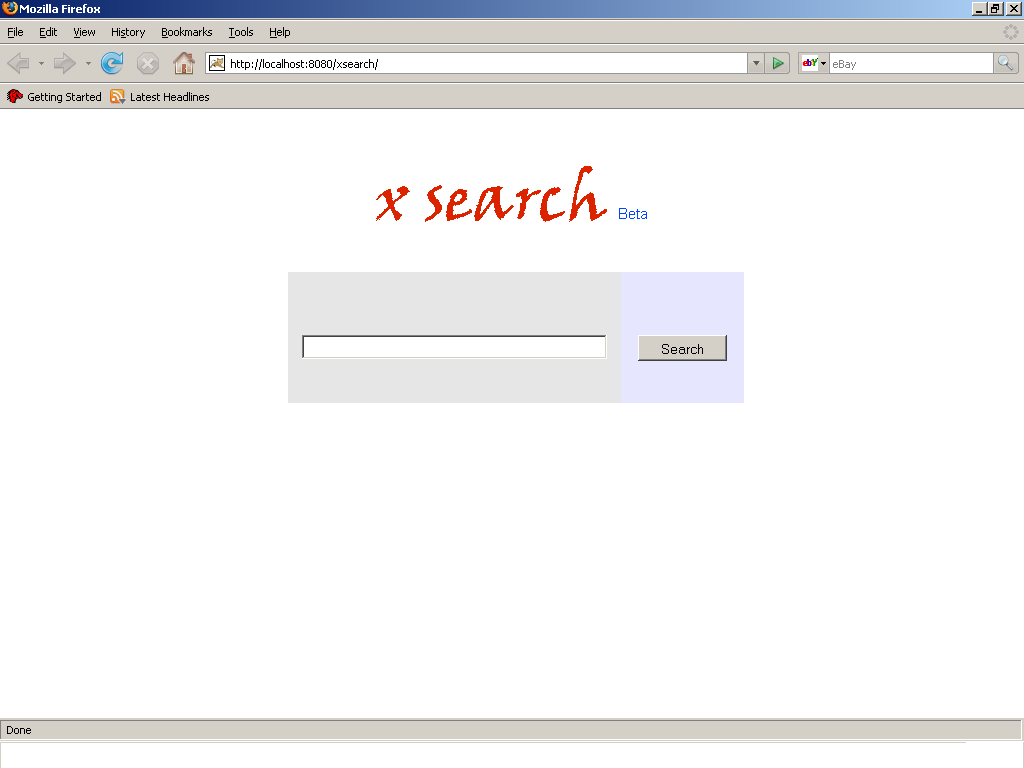 Mozilla Firefox
File Edit View History Bookmarks Tools Help
http://localhost:8080/xsearch/ ebY eBay
Getting Started Latest Headlines
x search Beta
Search
Done